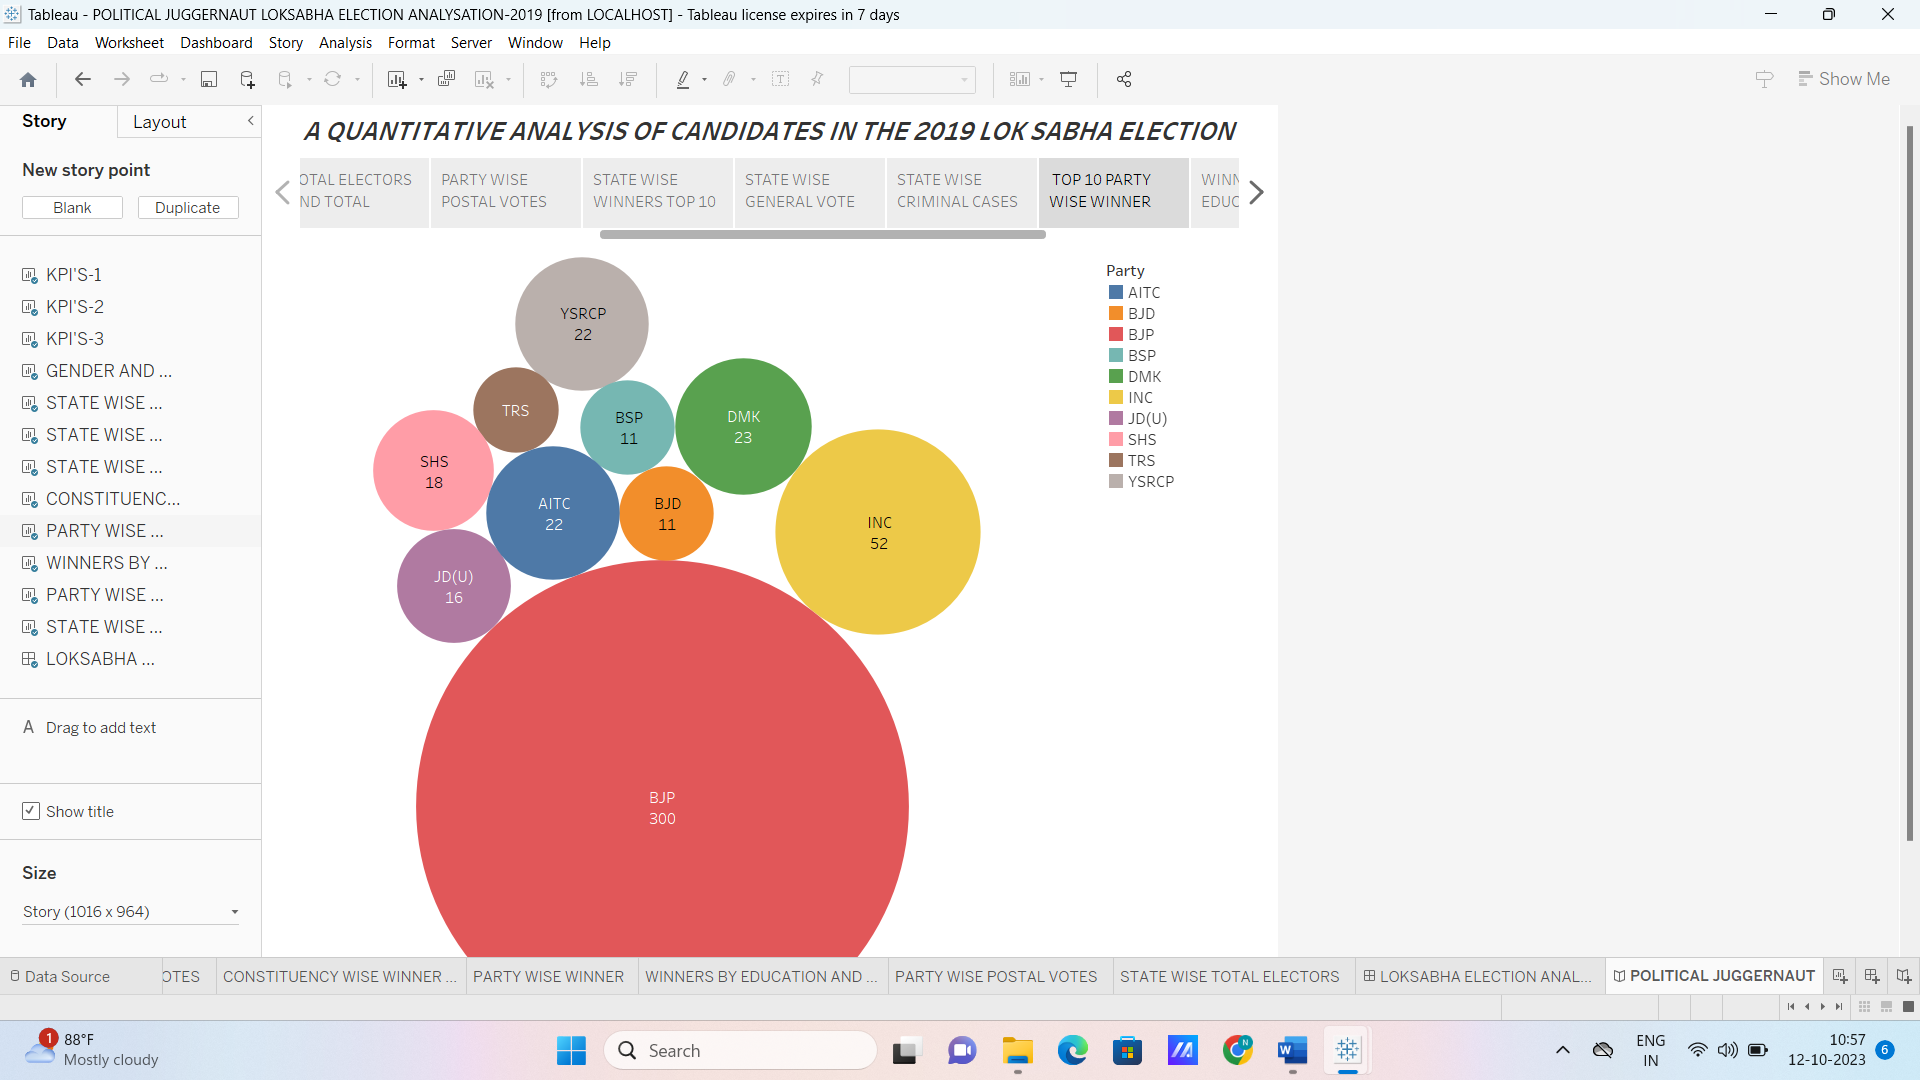 Tableau - POLITICAL JUGGERNAUT LOKSABHA ELECTION ANALYSATION-2019 [from LOCALHOST] - Tableau license expires in 7 days
File Data Worksheet Dashboard Story Analysis Format Server Window Help
Show Me
Story Layout
New story point
Blank Duplicate
KPI'S-1
KPI'S-2
KPI'S-3
GENDER AND ...
STATE WISE ...
STATE WISE ...
STATE WISE ...
CONSTITUENC...
PARTY WISE ...
WINNERS BY ...
PARTY WISE ...
STATE WISE ...
LOKSABHA ...
A Drag to add text
Show title
Size
Story (1016 x 964)
A QUANTITATIVE ANALYSIS OF CANDIDATES IN THE 2019 LOK SABHA ELECTION
OTAL ELECTORS
ND TOTAL
PARTY WISE
POSTAL VOTES
STATE WISE
WINNERS TOP 10
STATE WISE
GENERAL VOTE
STATE WISE
CRIMINAL CASES
TOP 10 PARTY
WISE WINNER
WINN
EDUC
YSRCP
22
TRS
BSP
11
DMK
23
SHS
18
AITC
22
BJD
11
INC
52
JD(U)
16
BJP
300
Party
AITC
BJD
BJP
BSP
DMK
INC
JD(U)
SHS
TRS
YSRCP
Data Source OTES CONSTITUENCY WISE WINNER ... PARTY WISE WINNER WINNERS BY EDUCATION AND ... PARTY WISE POSTAL VOTES STATE WISE TOTAL ELECTORS LOKSABHA ELECTION ANAL... POLITICAL JUGGERNAUT
1
88°F
Mostly cloudy
Search
N
W
ENG
IN
10:57
12-10-2023
6